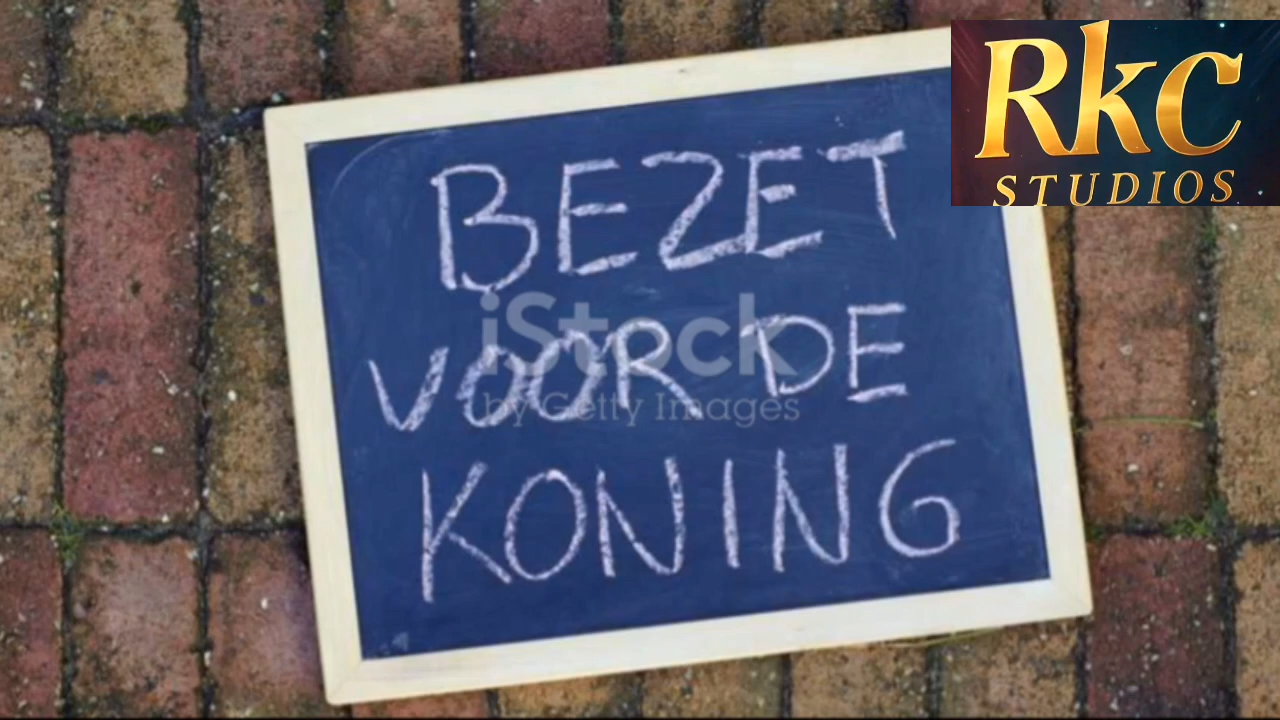 RKC
STUDIOS
BEZET
VOOR DE
KONING
iStock
by Getty Images